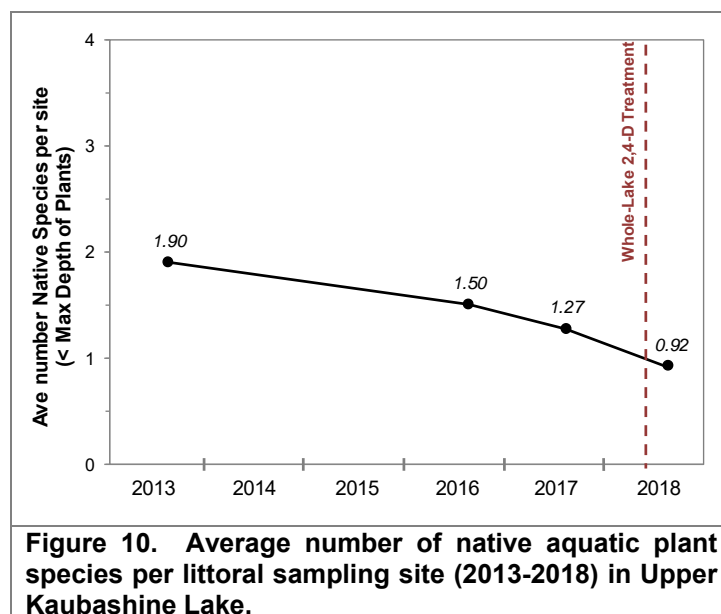 4
3
2
1
0
Ave number Native Species per site
(< Max Depth of Plants)
1.90
1.50
1.27
0.92
Whole-Lake 2,4-D Treatment
2013 2014 2015 2016 2017 2018
Figure 10. Average number of native aquatic plant
species per littoral sampling site (2013-2018) in Upper
Kaubashine Lake.